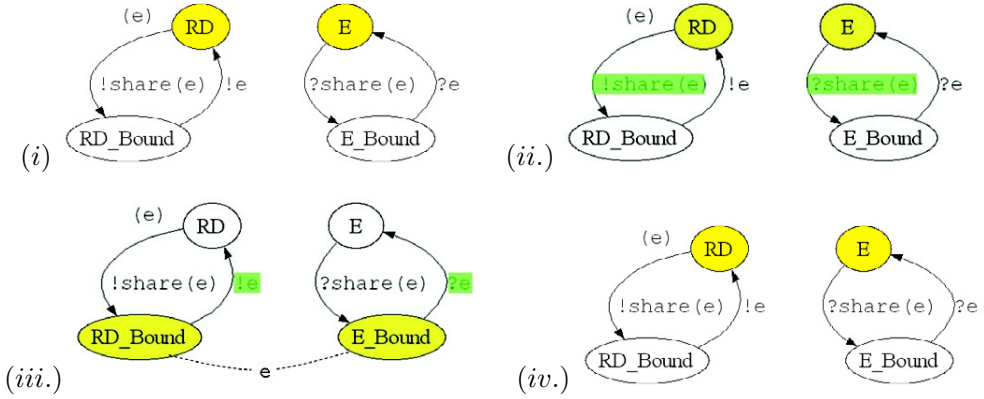 (e) RD E
!share(e) !e ?share(e) ?e
RD_Bound E_Bound
(i)
(e) RD E
!share(e) !e ?share(e) ?e
RD_Bound E_Bound
(ii.)
(e) RD E
!share(e) !e ?share(e) ?e
RD_Bound E_Bound
e
(iii.)
(e) RD E
!share(e) !e ?share(e) ?e
RD_Bound E_Bound
(iv.)